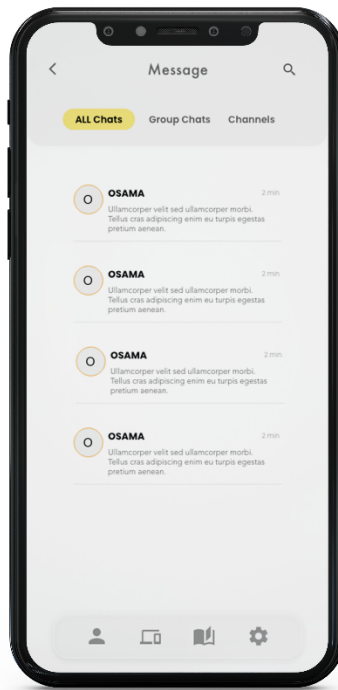 Message
ALL Chats Group Chats Channels
O OSAMA 2 min
Ullamcorper velit sed ullamcorper morbi.
Tellus cras adipiscing enim eu turpis egestas
pretium aenean.
O OSAMA 2 min
Ullamcorper velit sed ullamcorper morbi.
Tellus cras adipiscing enim eu turpis egestas
pretium aenean.
O OSAMA 2 min
Ullamcorper velit sed ullamcorper morbi.
Tellus cras adipiscing enim eu turpis egestas
pretium aenean.
O OSAMA 2 min
Ullamcorper velit sed ullamcorper morbi.
Tellus cras adipiscing enim eu turpis egestas
pretium aenean.